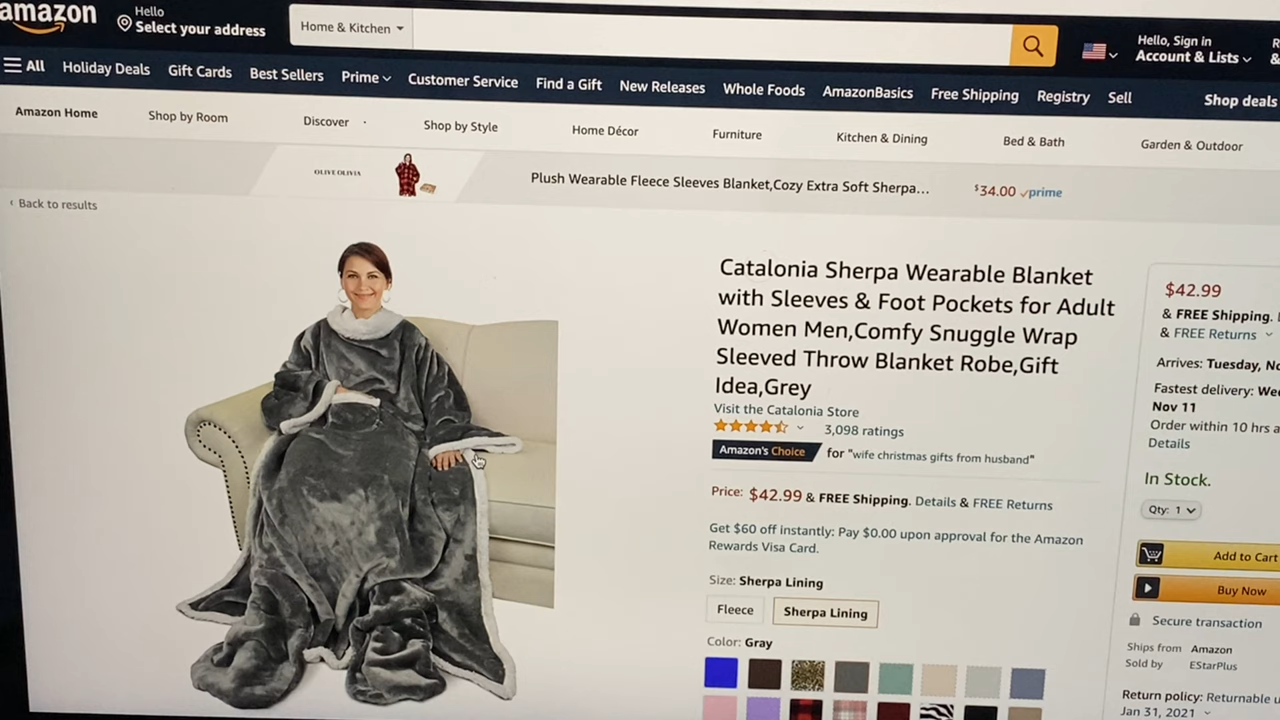 amazon
Hello
Select your address
Home & Kitchen
Hello, Sign in
Account & Lists
All
Holiday Deals
Gift Cards
Best Sellers
Prime
Customer Service
Find a Gift
New Releases
Whole Foods
AmazonBasics
Free Shipping
Registry
Sell
Shop deals
Amazon Home
Shop by Room
Discover
Shop by Style
Home Décor
Furniture
Kitchen & Dining
Bed & Bath
Garden & Outdoor
OLIVE OLIVIA
Plush Wearable Fleece Sleeves Blanket,Cozy Extra Soft Sherpa...
$34.00 prime
‹ Back to results
Catalonia Sherpa Wearable Blanket
with Sleeves & Foot Pockets for Adult
Women Men,Comfy Snuggle Wrap
Sleeved Throw Blanket Robe,Gift
Idea,Grey
Visit the Catalonia Store
3,098 ratings
Amazon's Choice for "wife christmas gifts from husband"
Price: $42.99 & FREE Shipping. Details & FREE Returns
Get $60 off instantly: Pay $0.00 upon approval for the Amazon
Rewards Visa Card.
Size: Sherpa Lining
Fleece
Sherpa Lining
Color: Gray
$42.99
& FREE Shipping.
& FREE Returns
Arrives: Tuesday,
Fastest delivery:
Nov 11
Order within 10 hrs
Details
In Stock.
Qty: 1
Add to Cart
Buy Now
Secure transaction
Ships from Amazon
Sold by EStarPlus
Return policy: Returnable
Jan 31, 2021